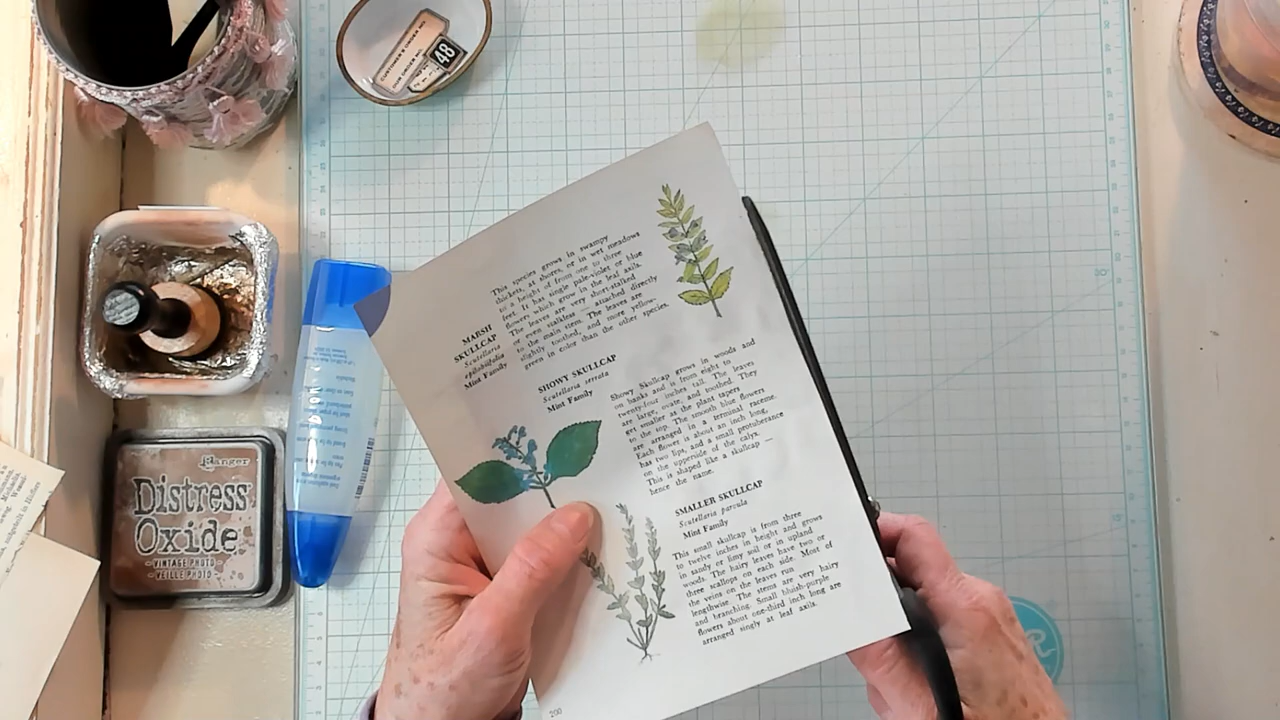 CUSTOMER'S ORDER NO.
OUR ORDER NO.
48
This species grows in swampy
thickets, at shores, or in wet meadows
to a height of from one to three
feet. It has single pale-violet or blue
flowers which grow in the leaf axils.
The leaves are very short-stalked
or even stalkless — attached directly
to the main stem. The leaves are
slightly toothed, and more yellow-
green in color than the other species.
MARSH
SKULLCAP
Scutellaria
epilobiifolia
Mint Family
SHOWY SKULLCAP
Scutellaria serrata
Mint Family
Showy Skullcap grows in woods and
on banks and is from eight to
twenty-four inches tall. The leaves
are large, ovate, and toothed. They
get smaller as the plant tapers
to the top. The smooth blue flowers
are arranged in a terminal raceme.
Each flower is about an inch long,
has two lips, and a small protuberance
on the upperside of the calyx.
This is shaped like a skullcap —
hence the name.
SMALLER SKULLCAP
Scutellaria parvula
Mint Family
This small skullcap is from three
to twelve inches in height and grows
in sandy or limy soil or in upland
woods. The hairy leaves have two or
three scallops on each side. Most of
the veins on the leaves run
lengthwise. The stems are very hairy
and branching. Small bluish-purple
flowers about one-third inch long are
arranged singly at leaf axils.
200
Ranger
Distress
Oxide
- VINTAGE PHOTO -
- VEILLE PHOTO -